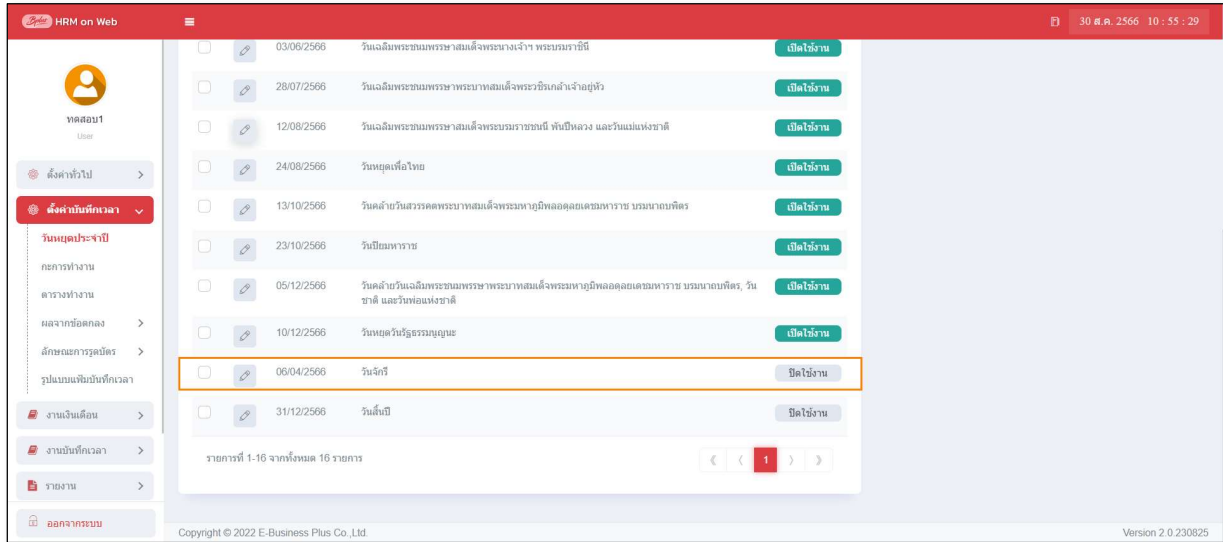 Bplus HRM on Web
30 ส.ค. 2566 10 : 55 : 29
ทดสอบ1
User
ตั้งค่าทั่วไป
ตั้งค่าบันทึกเวลา
วันหยุดประจำปี
กะการทำงาน
ตารางทำงาน
ผลจากข้อตกลง
ลักษณะการรูดบัตร
รูปแบบแฟ้มบันทึกเวลา
งานเงินเดือน
งานบันทึกเวลา
รายงาน
ออกจากระบบ
03/06/2566 วันเฉลิมพระชนมพรรษาสมเด็จพระนางเจ้าฯ พระบรมราชินี เปิดใช้งาน
28/07/2566 วันเฉลิมพระชนมพรรษาพระบาทสมเด็จพระวชิรเกล้าเจ้าอยู่หัว เปิดใช้งาน
12/08/2566 วันเฉลิมพระชนมพรรษาสมเด็จพระบรมราชชนนี พันปีหลวง และวันแม่แห่งชาติ เปิดใช้งาน
24/08/2566 วันหยุดเพื่อไทย เปิดใช้งาน
13/10/2566 วันคล้ายวันสวรรคตพระบาทสมเด็จพระมหาภูมิพลอดุลยเดชมหาราช บรมนาถบพิตร เปิดใช้งาน
23/10/2566 วันปิยมหาราช เปิดใช้งาน
05/12/2566 วันคล้ายวันเฉลิมพระชนมพรรษาพระบาทสมเด็จพระมหาภูมิพลอดุลยเดชมหาราช บรมนาถบพิตร, วัน เปิดใช้งาน
ชาติ และวันพ่อแห่งชาติ
10/12/2566 วันหยุดวันรัฐธรรมนูญนะ เปิดใช้งาน
06/04/2566 วันจักรี ปิดใช้งาน
31/12/2566 วันสิ้นปี ปิดใช้งาน
รายการที่ 1-16 จากทั้งหมด 16 รายการ
1
Copyright © 2022 E-Business Plus Co.,Ltd.
Version 2.0.230825